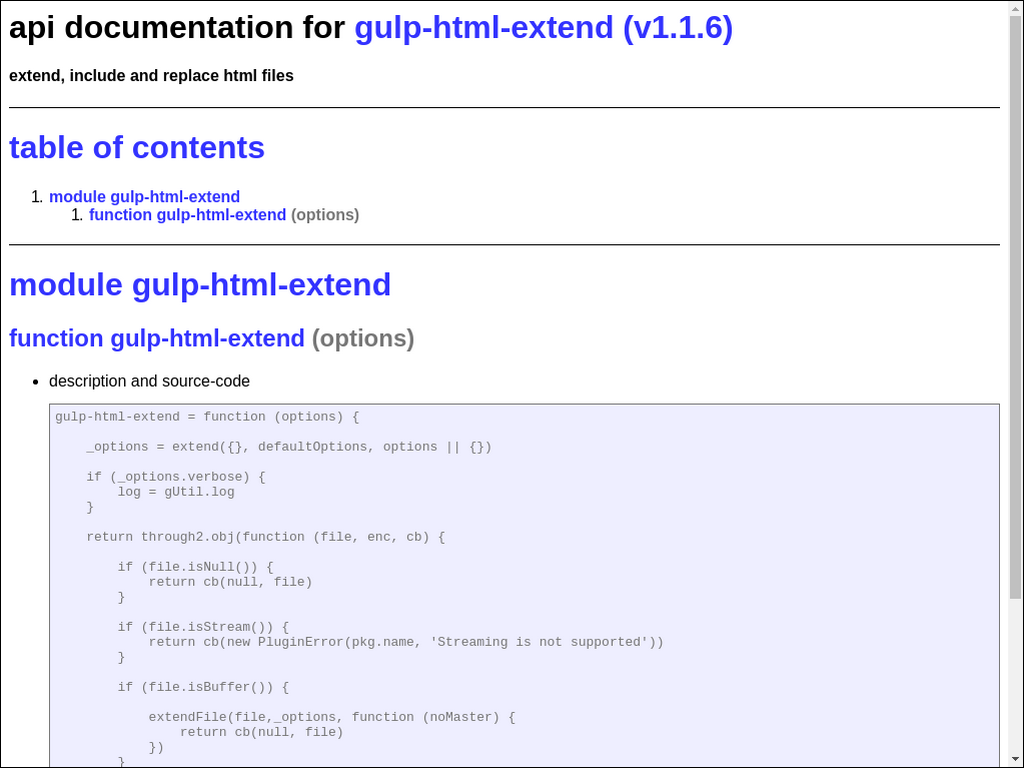 api documentation for gulp-html-extend (v1.1.6)
extend, include and replace html files
table of contents
1. module gulp-html-extend
1. function gulp-html-extend (options)
module gulp-html-extend
function gulp-html-extend (options)
• description and source-code
gulp-html-extend = function (options) {
_options = extend({}, defaultOptions, options || {})
if (_options.verbose) {
log = gUtil.log
}
return through2.obj(function (file, enc, cb) {
if (file.isNull()) {
return cb(null, file)
}
if (file.isStream()) {
return cb(new PluginError(pkg.name, 'Streaming is not supported'))
}
if (file.isBuffer()) {
extendFile(file,_options, function (noMaster) {
return cb(null, file)
})
}